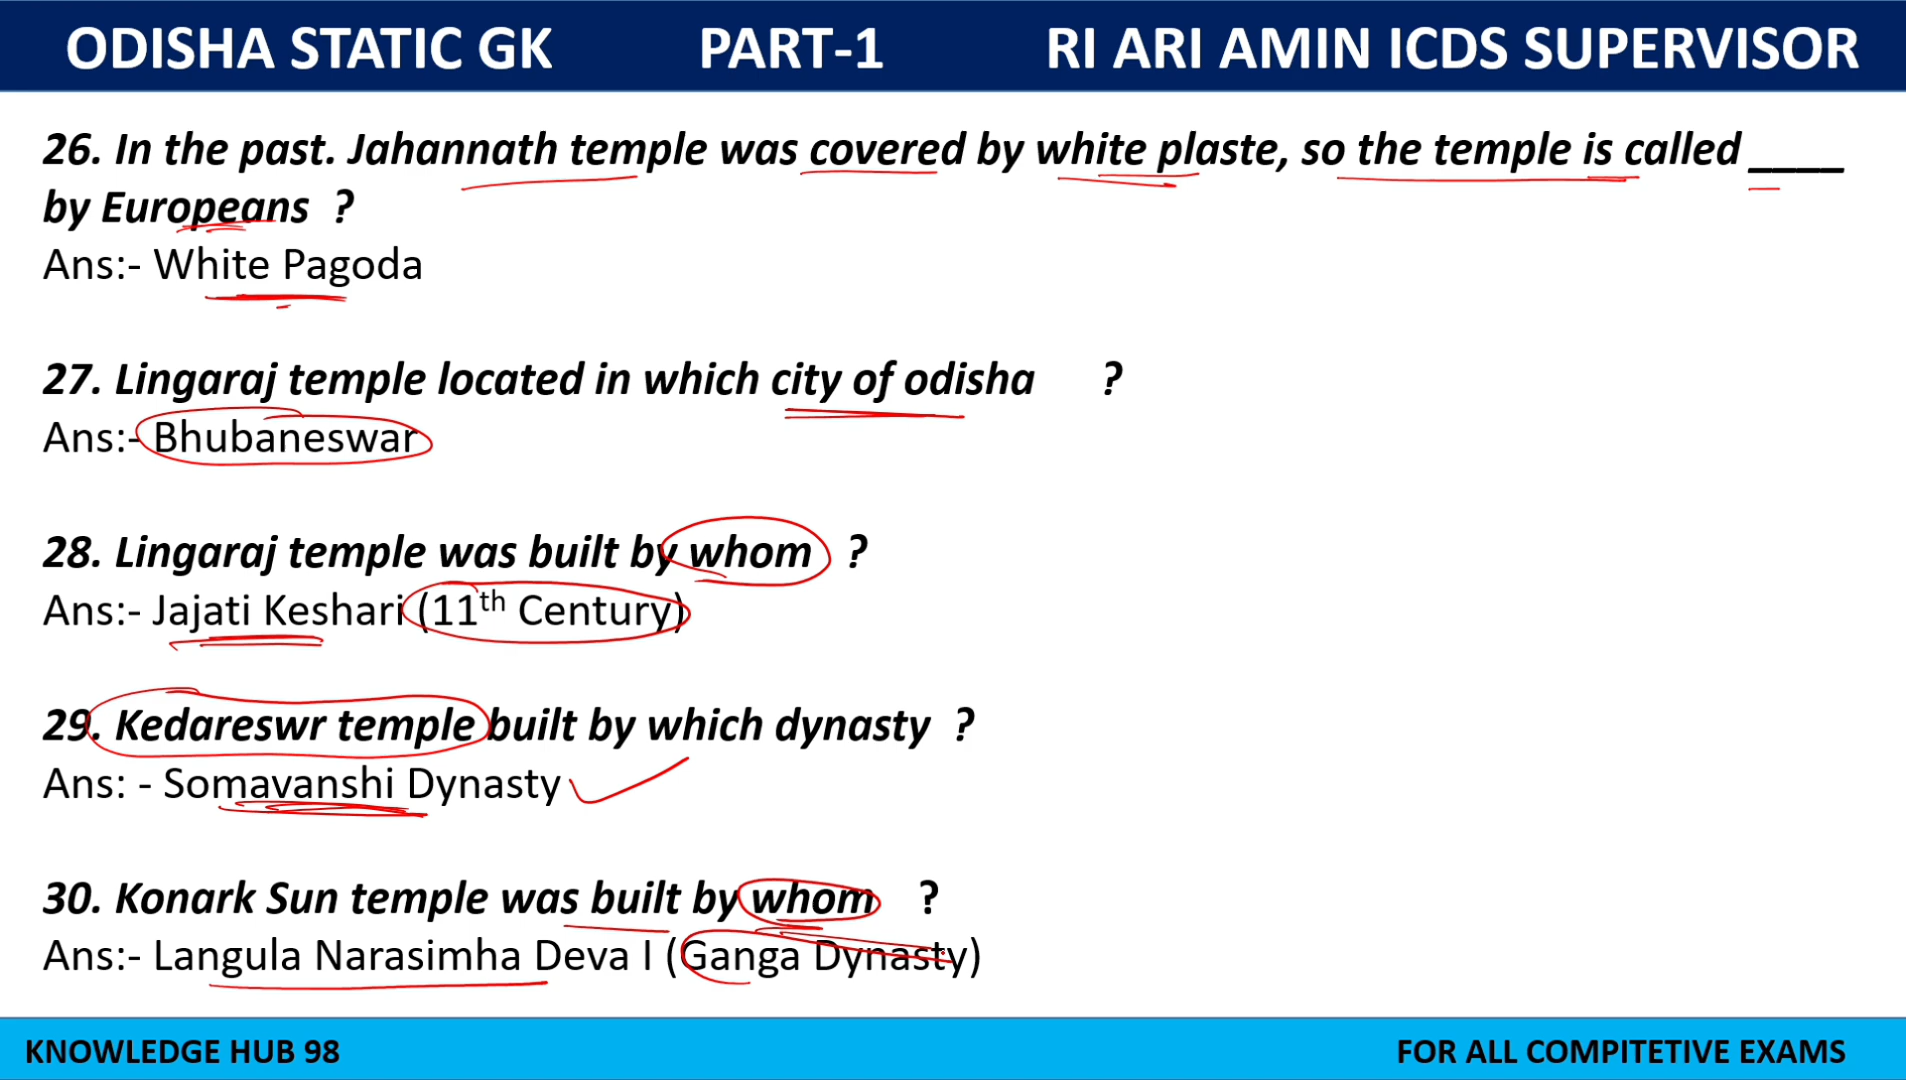 ODISHA STATIC GK PART-1 RI ARI AMIN ICDS SUPERVISOR
26. In the past. Jahannath temple was covered by white plaste, so the temple is called ____
by Europeans ?
Ans:- White Pagoda
27. Lingaraj temple located in which city of odisha ?
Ans:- Bhubaneswar
28. Lingaraj temple was built by whom ?
Ans:- Jajati Keshari (11th Century)
29. Kedareswr temple built by which dynasty ?
Ans: - Somavanshi Dynasty
30. Konark Sun temple was built by whom ?
Ans:- Langula Narasimha Deva I (Ganga Dynasty)
KNOWLEDGE HUB 98 FOR ALL COMPITETIVE EXAMS